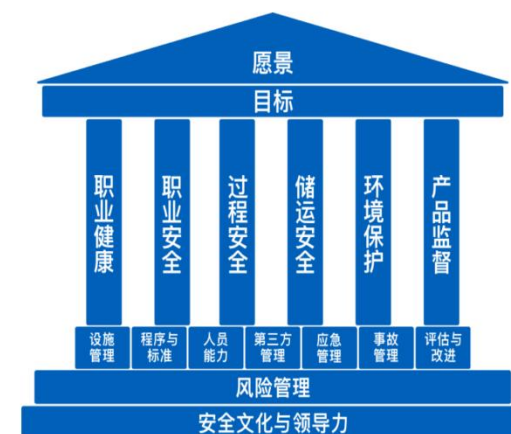 愿景
目标
职业健康
职业安全
过程安全
储运安全
环境保护
产品监督
设施
管理
程序与
标准
人员
能力
第三方
管理
应急
管理
事故
管理
评估与
改进
风险管理
安全文化与领导力